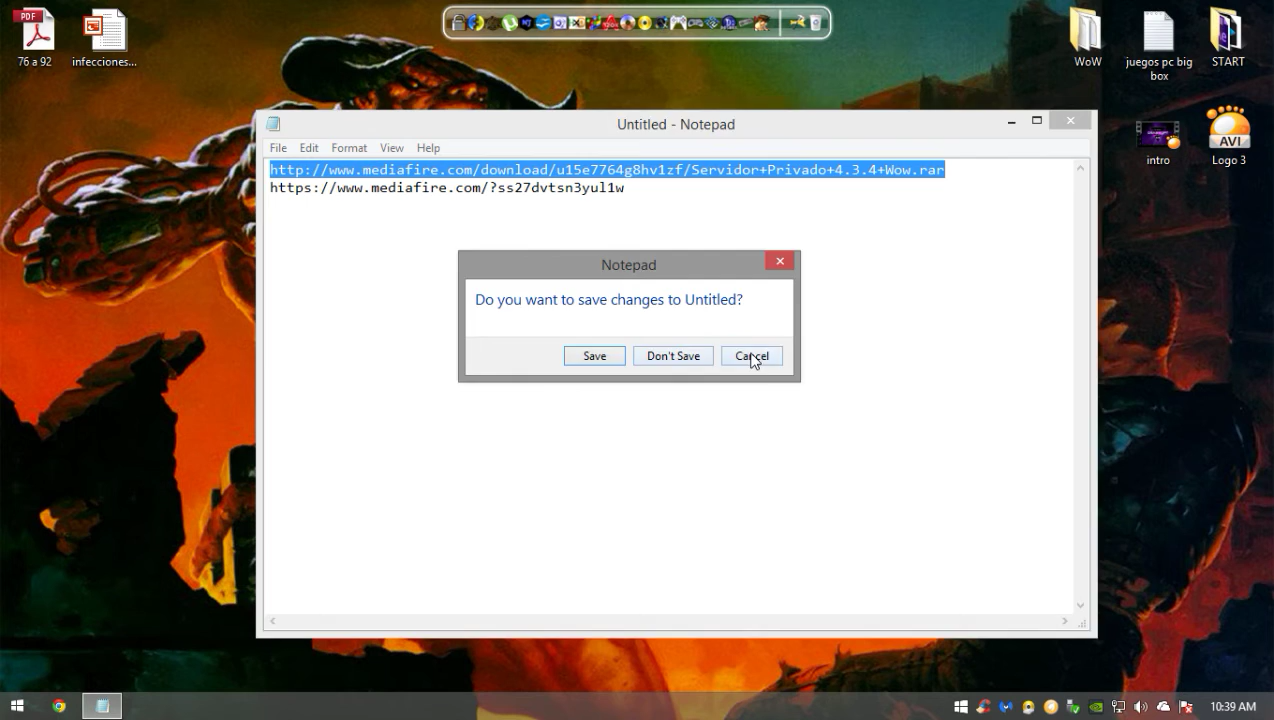 PDF
76 a 92
infecciones...
WoW
juegos pc big
box
START
intro
AVI
Logo 3
Untitled - Notepad
File Edit Format View Help
http://www.mediafire.com/download/u15e7764g8hv1zf/Servidor+Privado+4.3.4+Wow.rar
https://www.mediafire.com/?ss27dvtsn3yul1w
Notepad
Do you want to save changes to Untitled?
Save Don't Save Cancel
10:39 AM